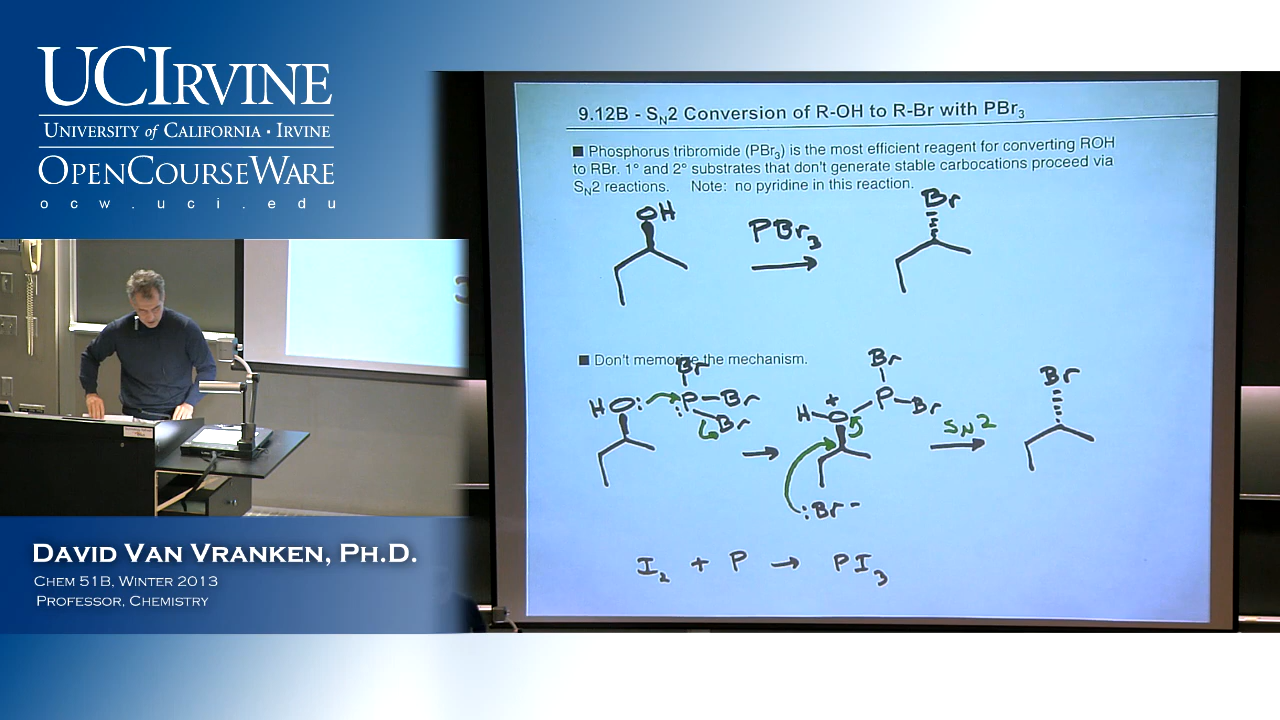 UCIRVINE
UNIVERSITY of CALIFORNIA · IRVINE
OPENCOURSEWARE
ocw.uci.edu
9.12B - SN2 Conversion of R-OH to R-Br with PBr3
■ Phosphorus tribromide (PBr3) is the most efficient reagent for converting ROH
to RBr. 1° and 2° substrates that don't generate stable carbocations proceed via
SN2 reactions. Note: no pyridine in this reaction.
OH PBr3 Br
■ Don't memorize the mechanism.
Br Br Br
HO: :P-Br H-O+ P SN2
Br Br
:Br-
I2 + P → PI3
DAVID VAN VRANKEN, PH.D.
CHEM 51B, WINTER 2013
PROFESSOR, CHEMISTRY